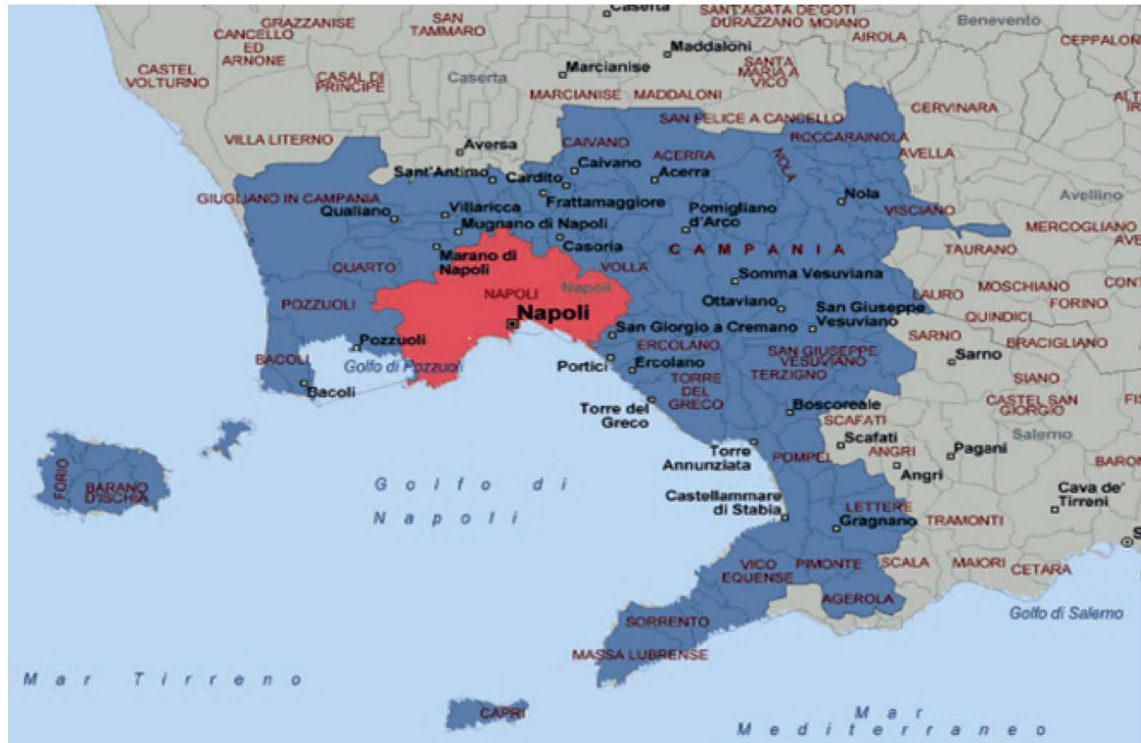 Caserta
SANT'AGATA DE'GOTI
DURAZZANO MOIANO
GRAZZANISE
SAN
TAMMARO
Benevento
AIROLA
CEPPALON
CANCELLO
ED
ARNONE
Maddaloni
SANTA
MARIA A
VICO
CASTEL
VOLTURNO
CASAL DI
PRINCIPE
Caserta
Marcianise
MARCIANISE
MADDALONI
CERVINARA
SAN FELICE A CANCELLO
VILLA LITERNO
Aversa
CAIVANO
ROCCARAINOLA
AVELLA
Caivano
ACERRA
NOLA
Sant'Antimo
Cardito
Acerra
GIUGLIANO IN CAMPANIA
Frattamaggiore
Nola
Avellino
Qualiano
Villaricca
Pomigliano
d'Arco
VISCIANO
MERCOGLIANO
Mugnano di Napoli
Casoria
CAMPANIA
TAURANO
Marano di
Napoli
QUARTO
VOLLA
Somma Vesuviana
MOSCHIANO
LAURO
NAPOLI
Napoli
POZZUOLI
Ottaviano
San Giuseppe
Vesuviano
FORINO
QUINDICI
Napoli
San Giorgio a Cremano
SARNO
BRACIGLIANO
Pozzuoli
ERCOLANO
SAN GIUSEPPE
VESUVIANO
BACOLI
Golfo di Pozzuoli
Portici
Ercolano
TERZIGNO
Sarno
SIANO
Bacoli
TORRE
DEL
GRECO
CASTEL SAN
GIORGIO
Torre del
Greco
Boscoreale
SCAFATI
Salerno
Scafati
Torre
Annunziata
POMPEI
ANGRI
Pagani
Angri
FORIO
BARANO
D'ISCHIA
Golfo di
Napoli
Castellammare
di Stabia
LETTERE
Gragnano
TRAMONTI
Cava de'
Tirreni
VICO
EQUENSE
PIMONTE
SCALA
MAIORI
CETARA
AGEROLA
Golfo di Salerno
SORRENTO
MASSA LUBRENSE
Mar Tirreno
CAPRI
Mar
Mediterraneo